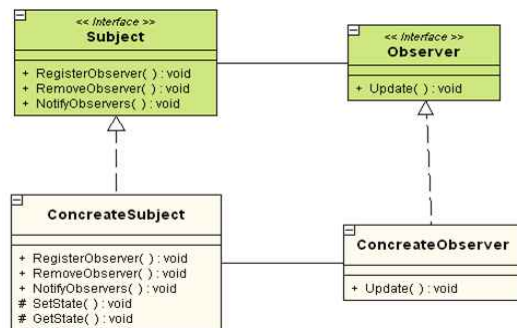 << Interface >>
Subject
+ RegisterObserver( ) : void
+ RemoveObserver( ) : void
+ NotifyObservers( ) : void
<< Interface >>
Observer
+ Update( ) : void
ConcreateSubject
+ RegisterObserver( ) : void
+ RemoveObserver( ) : void
+ NotifyObservers( ) : void
# SetState( ) : void
# GetState( ) : void
ConcreateObserver
+ Update( ) : void